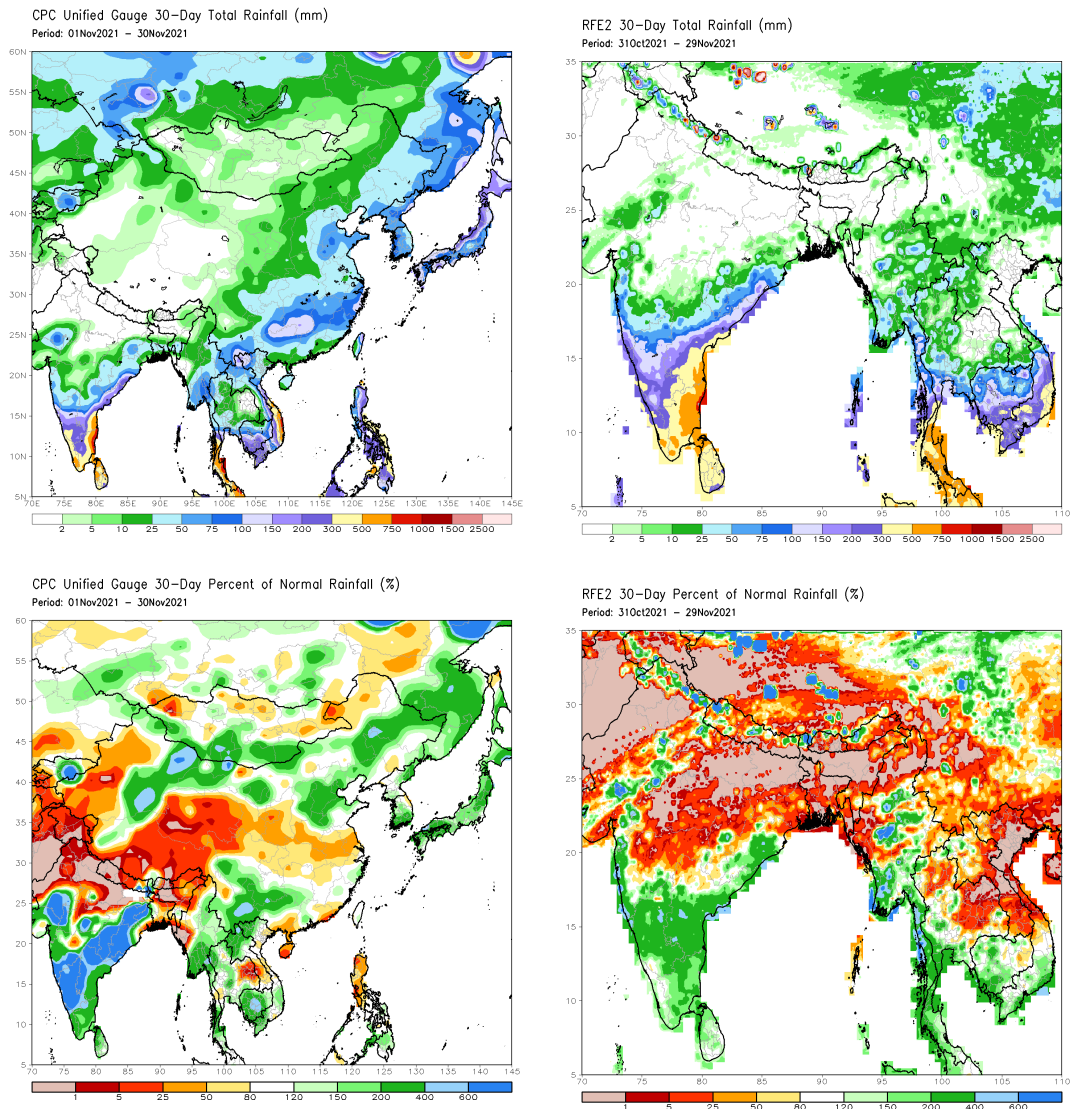 CPC Unified Gauge 30-Day Total Rainfall (mm)
Period: 01Nov2021 - 30Nov2021
60N
55N
50N
45N
40N
35N
30N
25N
20N
15N
10N
5N
70E 75E 80E 85E 90E 95E 100E 105E 110E 115E 120E 125E 130E 135E 140E 145E
2 5 10 25 50 75 100 150 200 300 500 750 1000 1500 2500
RFE2 30-Day Total Rainfall (mm)
Period: 31Oct2021 - 29Nov2021
35
30
25
20
15
10
5
70 75 80 85 90 95 100 105 110
2 5 10 25 50 75 100 150 200 300 500 750 1000 1500 2500
CPC Unified Gauge 30-Day Percent of Normal Rainfall (%)
Period: 01Nov2021 - 30Nov2021
60
55
50
45
40
35
30
25
20
15
10
5
70 75 80 85 90 95 100 105 110 115 120 125 130 135 140 145
1 5 25 50 80 120 150 200 400 600
RFE2 30-Day Percent of Normal Rainfall (%)
Period: 31Oct2021 - 29Nov2021
35
30
25
20
15
10
5
70 75 80 85 90 95 100 105 110
1 5 25 50 80 120 150 200 400 600